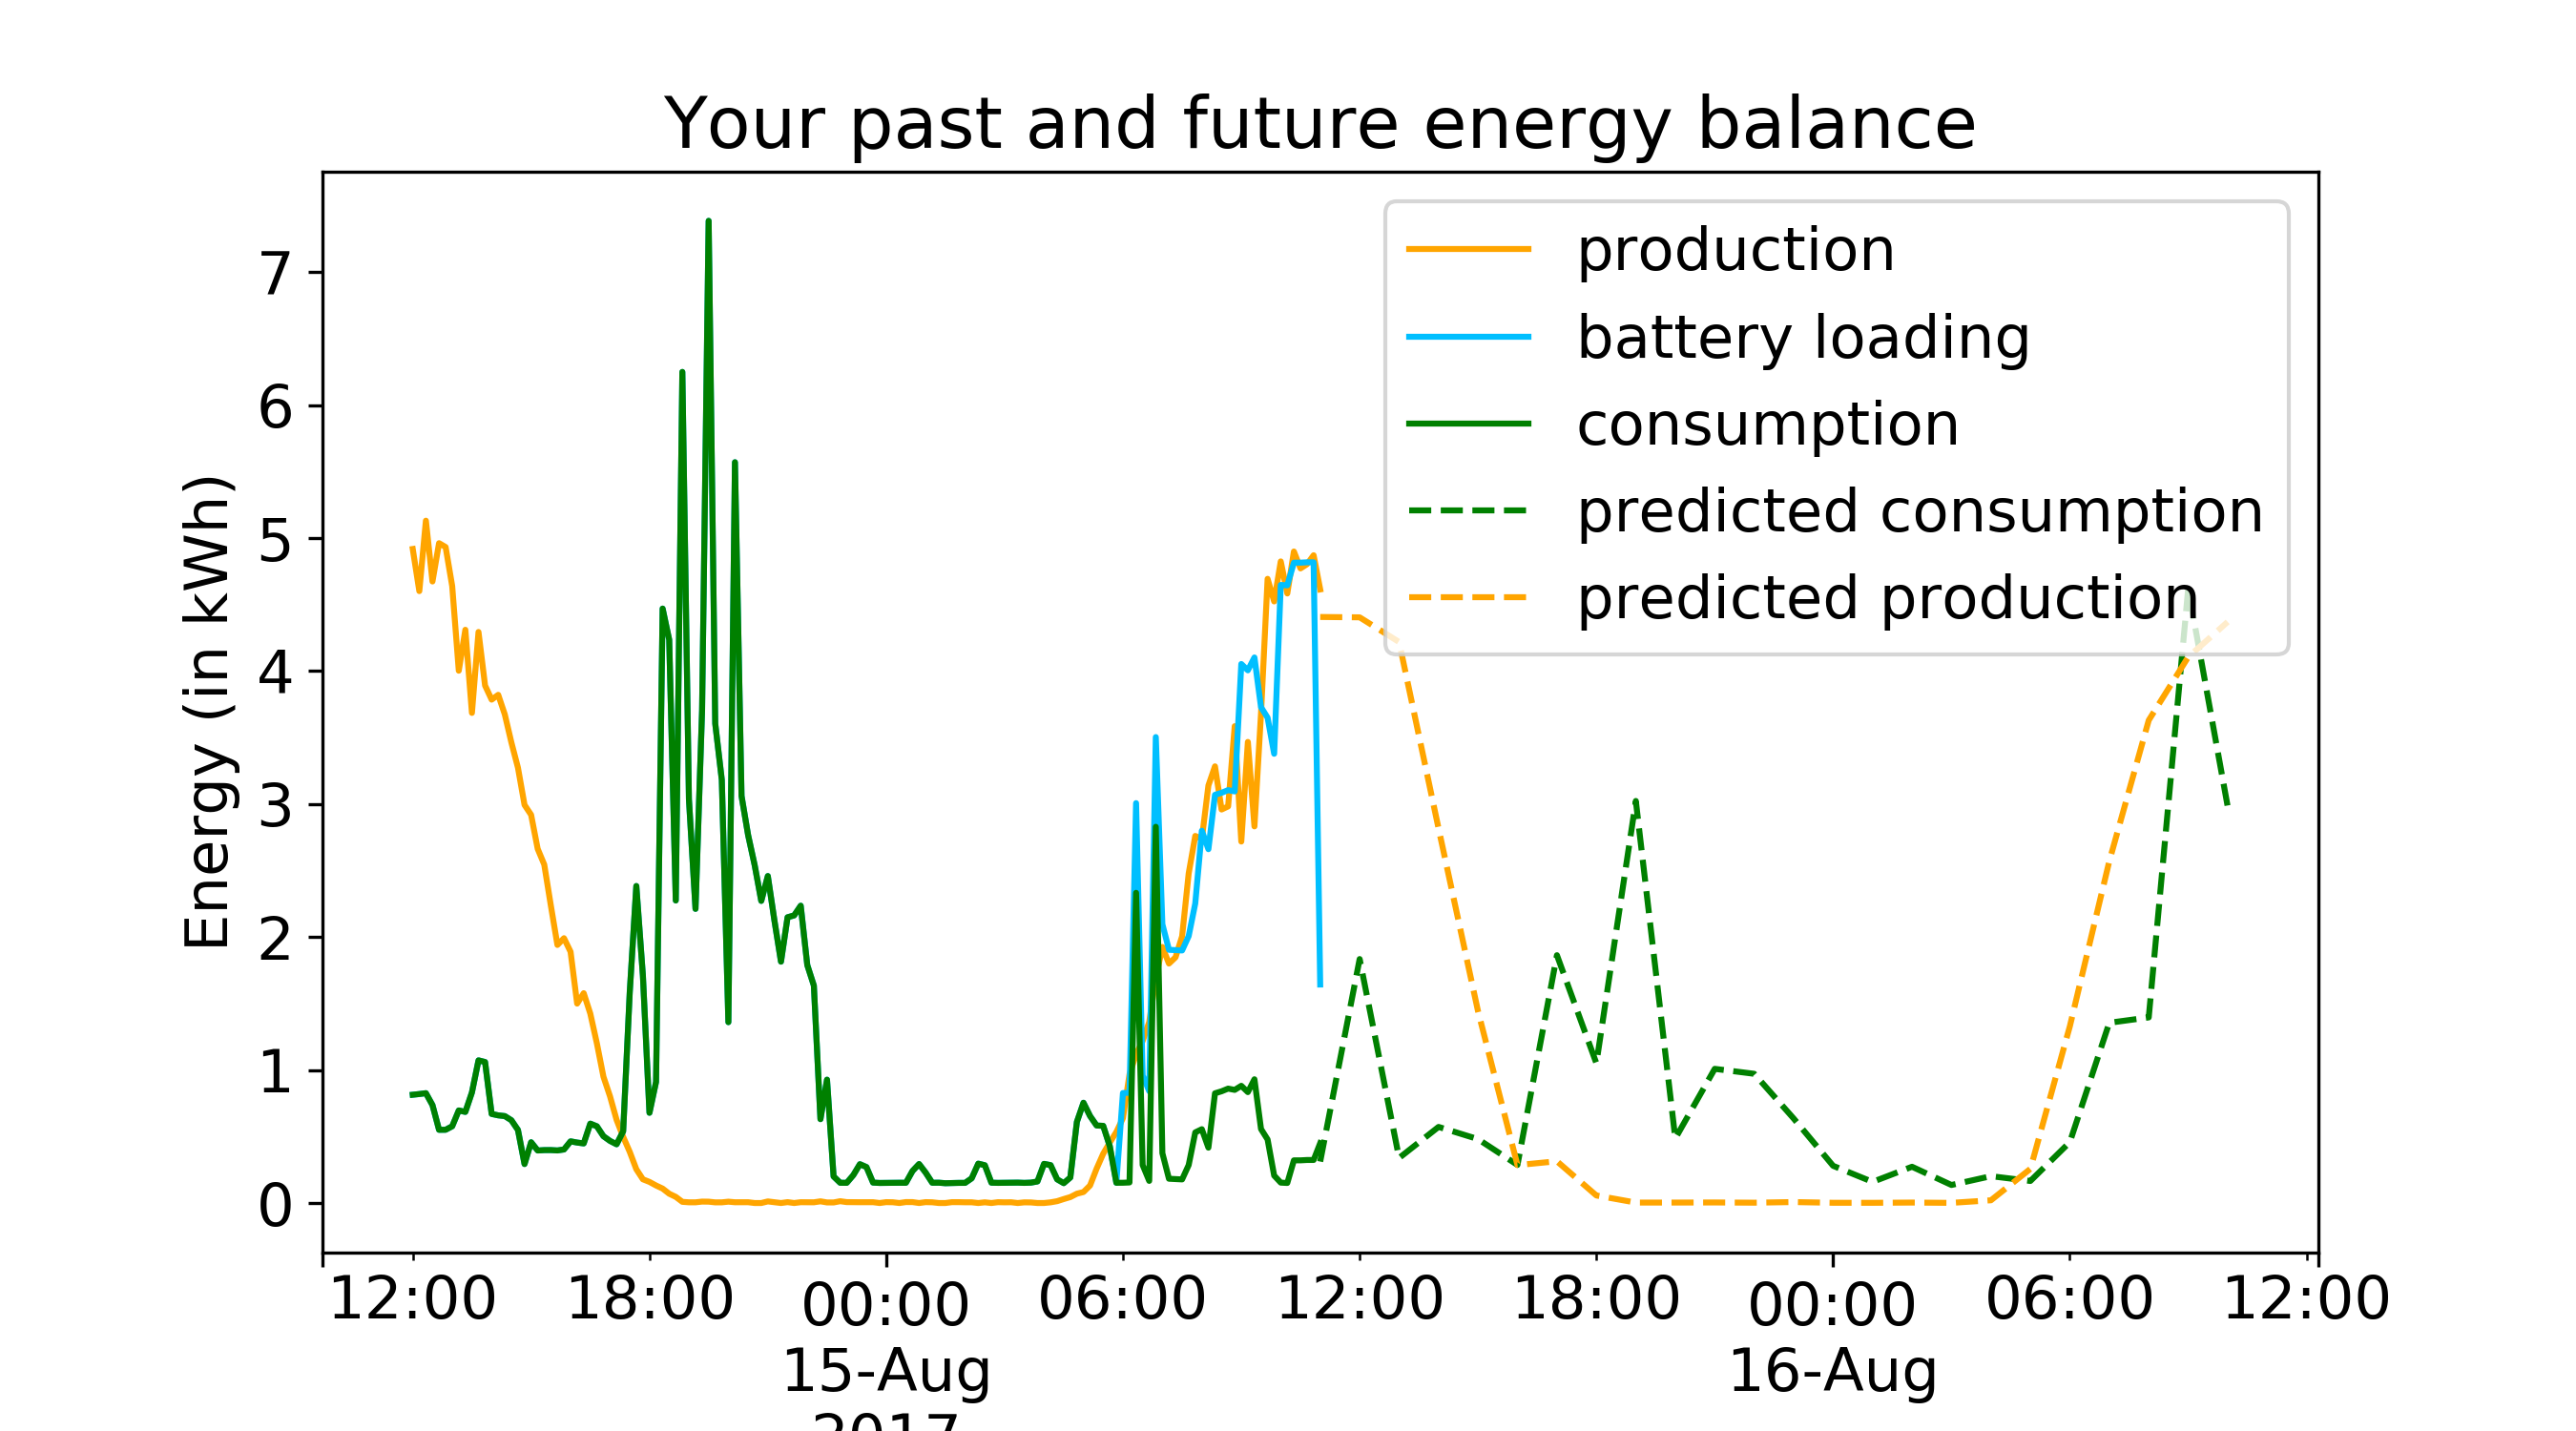 Your past and future energy balance
Energy (in kWh)
7
6
5
4
3
2
1
0
production
battery loading
consumption
predicted consumption
predicted production
12:00 18:00 00:00 06:00 12:00 18:00 00:00 06:00 12:00
15-Aug 16-Aug
2017